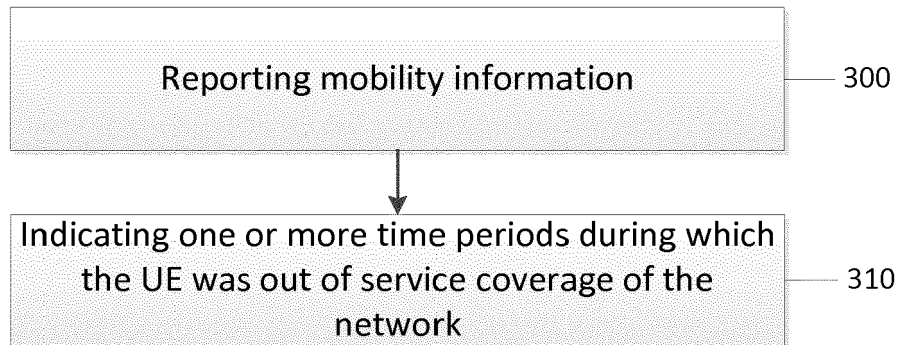 Reporting mobility information
300
Indicating one or more time periods during which
the UE was out of service coverage of the
network
310